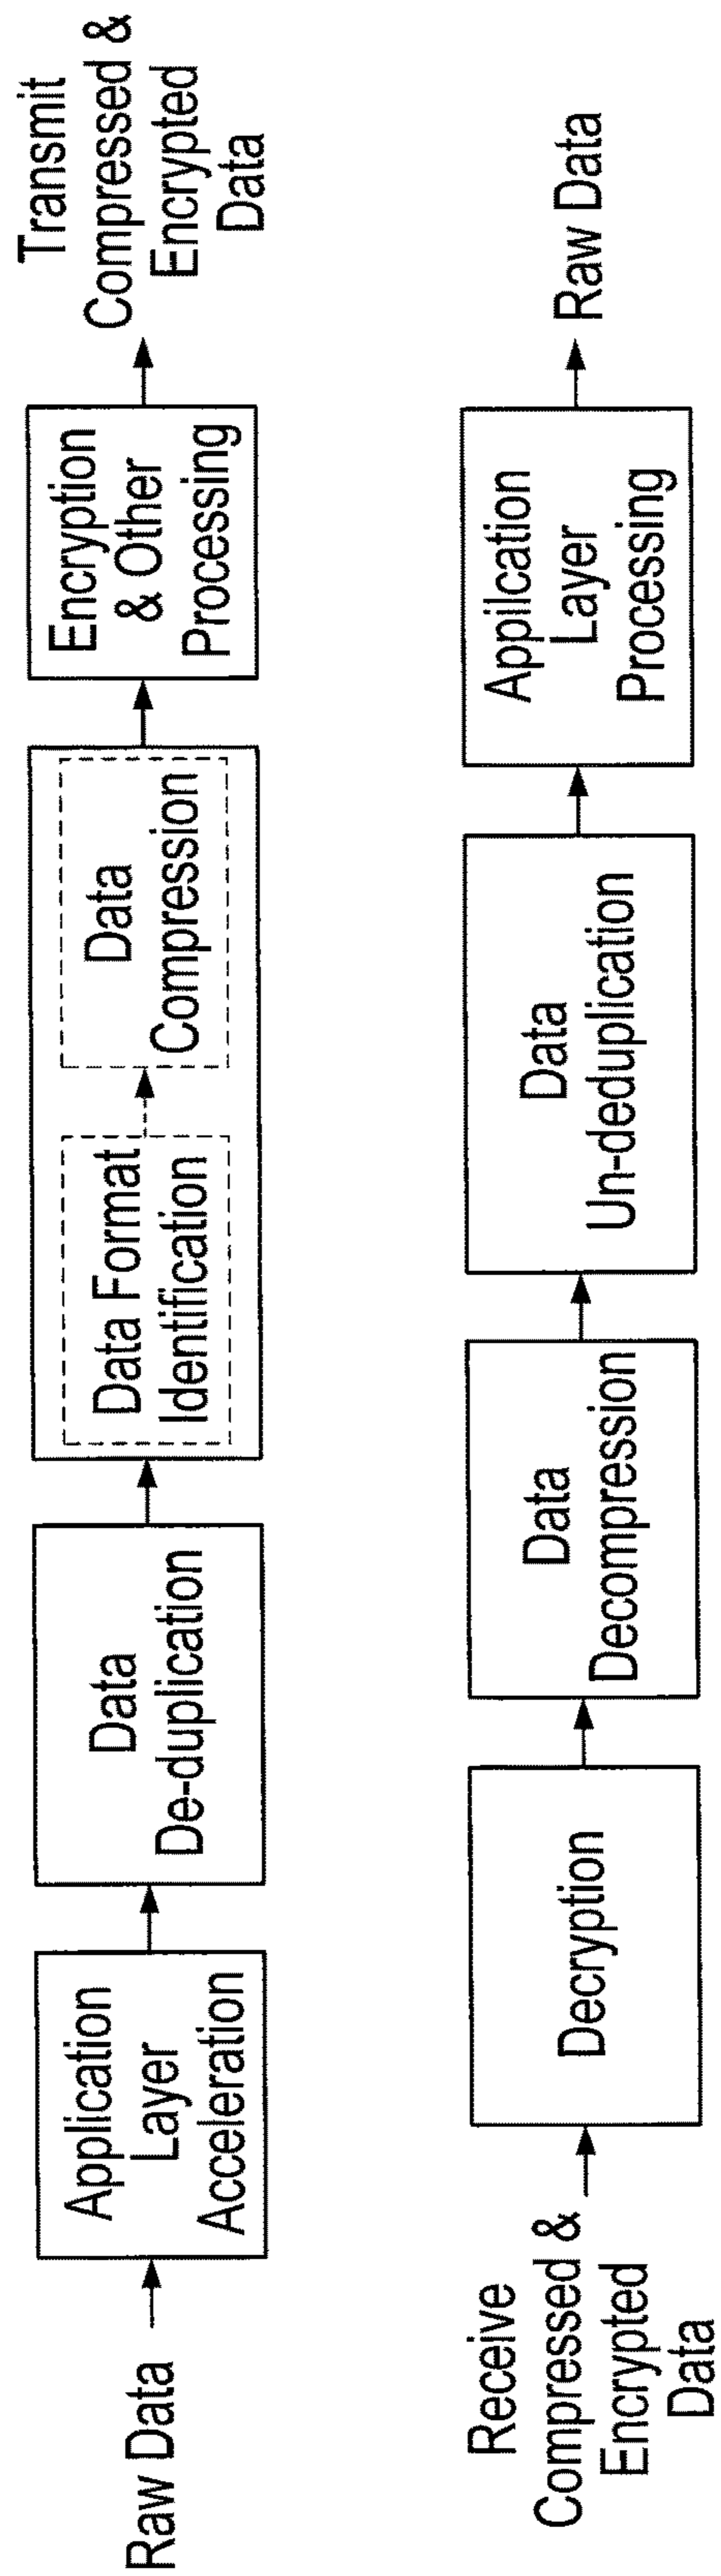 Raw Data
Application
Layer
Acceleration
Data
De-duplication
Data Format
Identification
Data
Compression
Encryption
& Other
Processing
Transmit
Compressed &
Encrypted
Data
Receive
Compressed &
Encrypted
Data
Decryption
Data
Decompression
Data
Un-deduplication
Appilcation
Layer
Processing
Raw Data